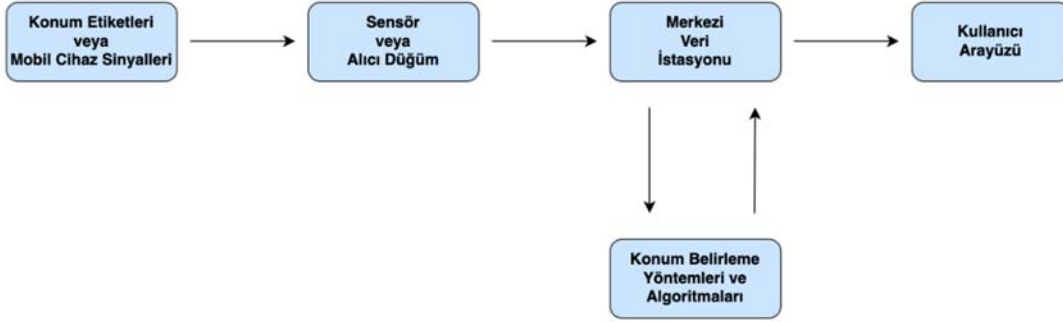 Konum Etiketleri
veya
Mobil Cihaz Sinyalleri
Sensör
veya
Alıcı Düğüm
Merkezi
Veri
İstasyonu
Kullanıcı
Arayüzü
Konum Belirleme
Yöntemleri ve
Algoritmaları